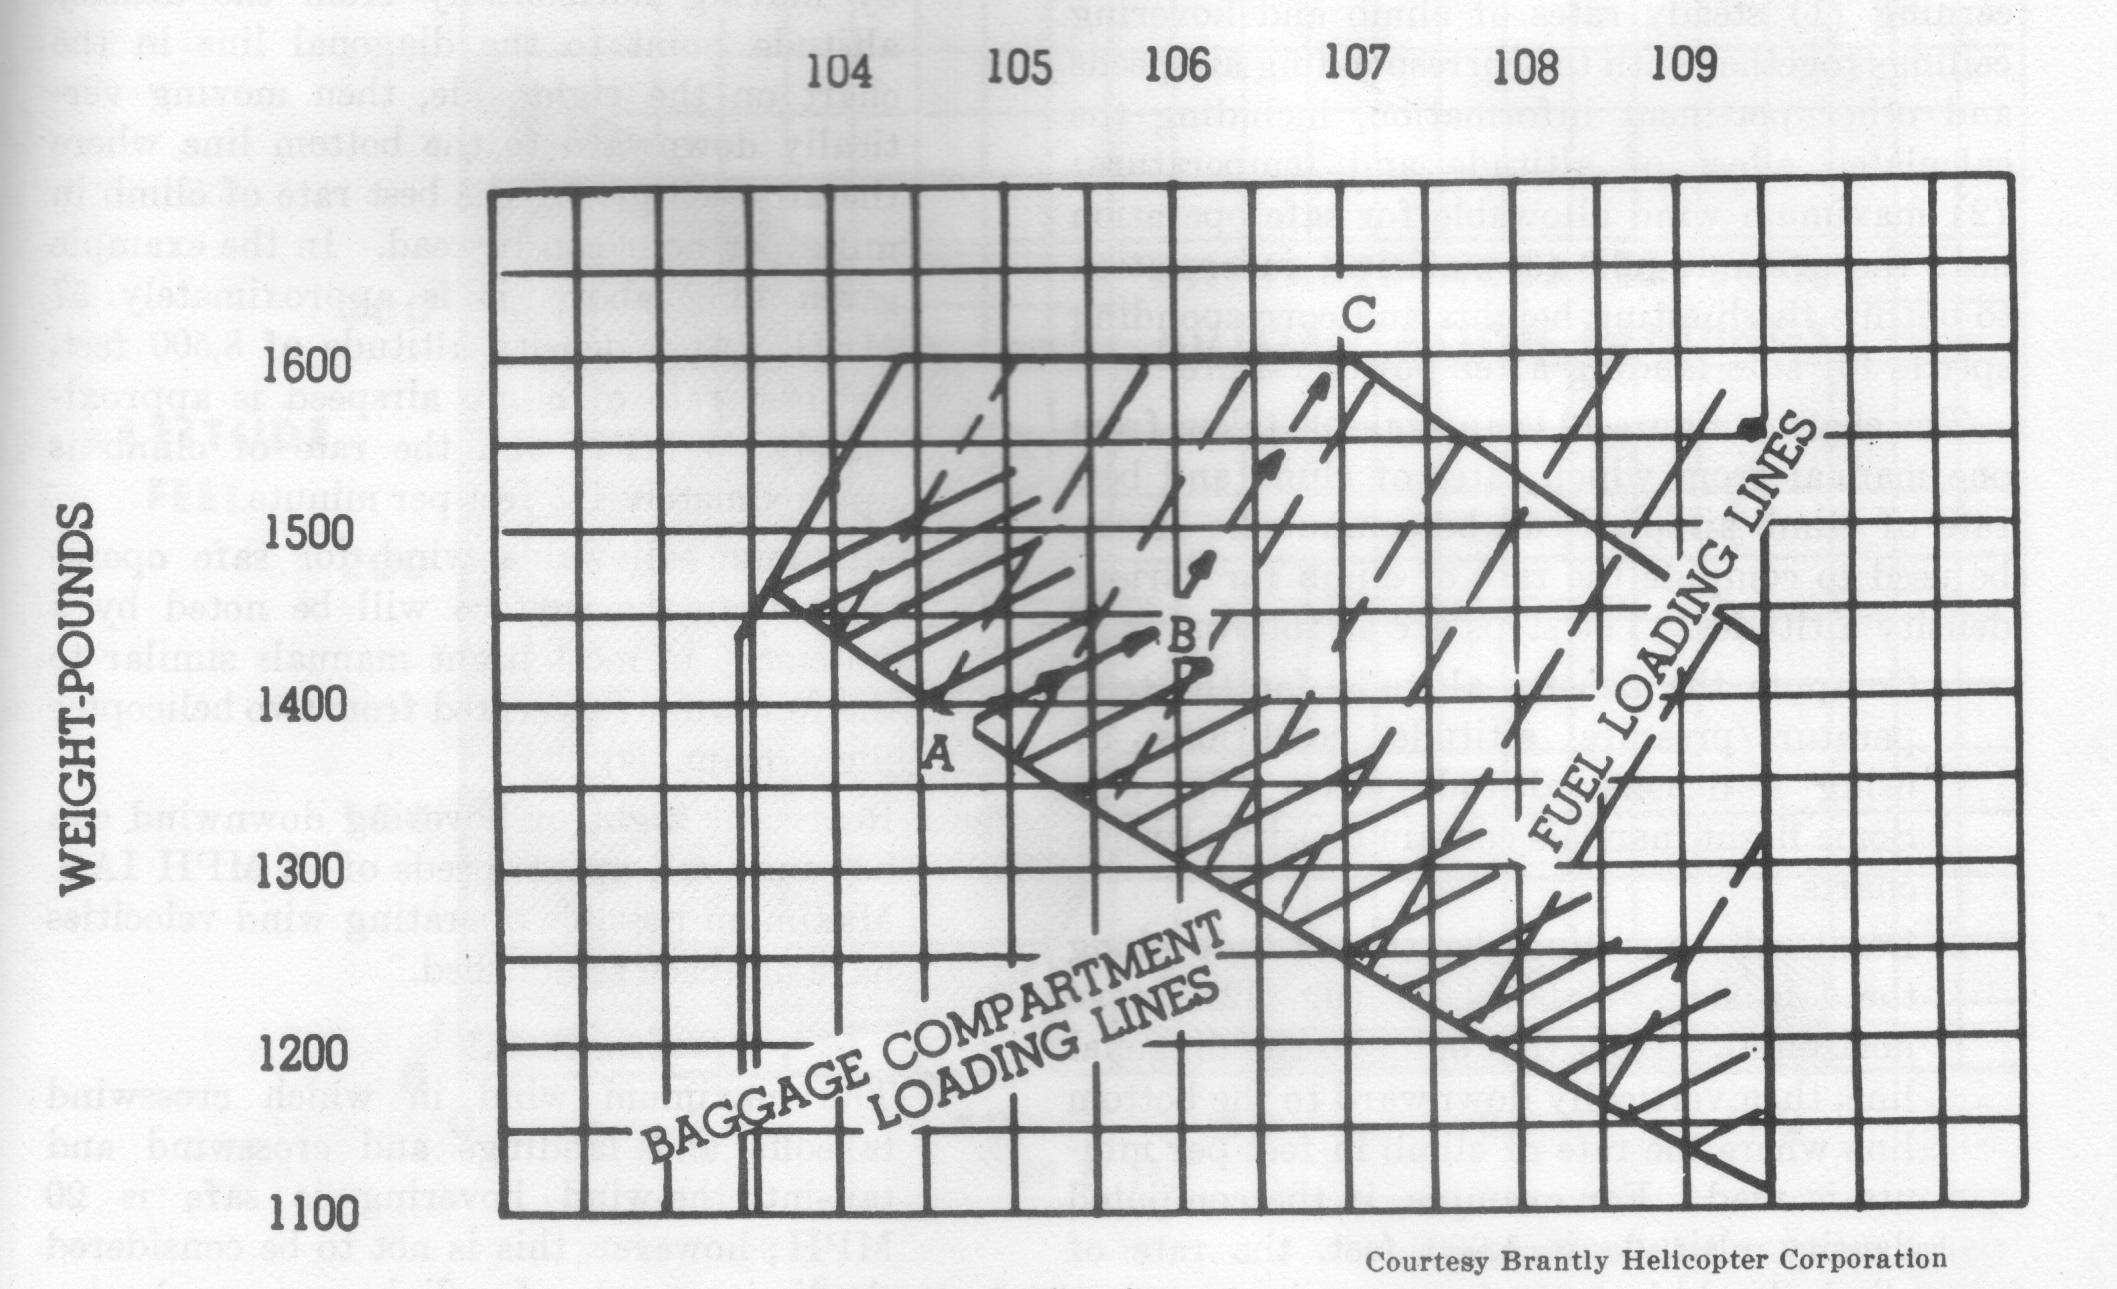 104 105 106 107 108 109
C
1600
1500
1400
1300
1200
1100
WEIGHT-POUNDS
B
A
FUEL LOADING LINES
BAGGAGE COMPARTMENT
LOADING LINES
Courtesy Brantly Helicopter Corporation